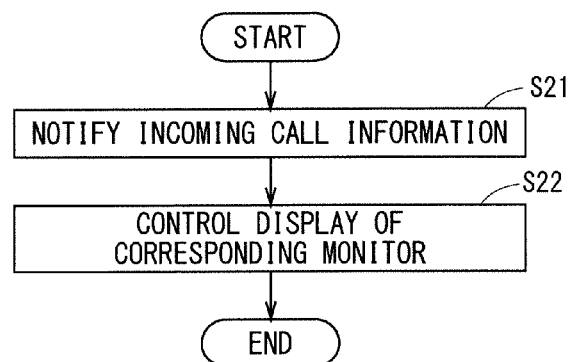 START
S21
NOTIFY INCOMING CALL INFORMATION
S22
CONTROL DISPLAY OF
CORRESPONDING MONITOR
END